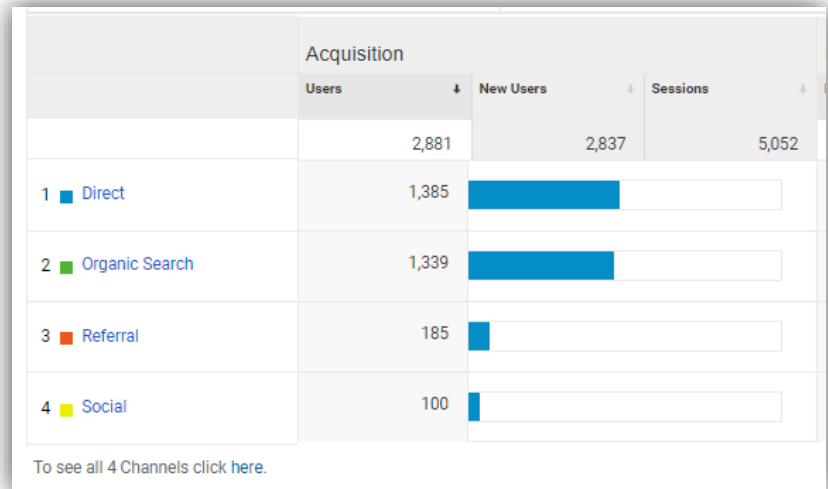 Acquisition
Users New Users Sessions
2,881 2,837 5,052
1 Direct 1,385
2 Organic Search 1,339
3 Referral 185
4 Social 100
To see all 4 Channels click here.